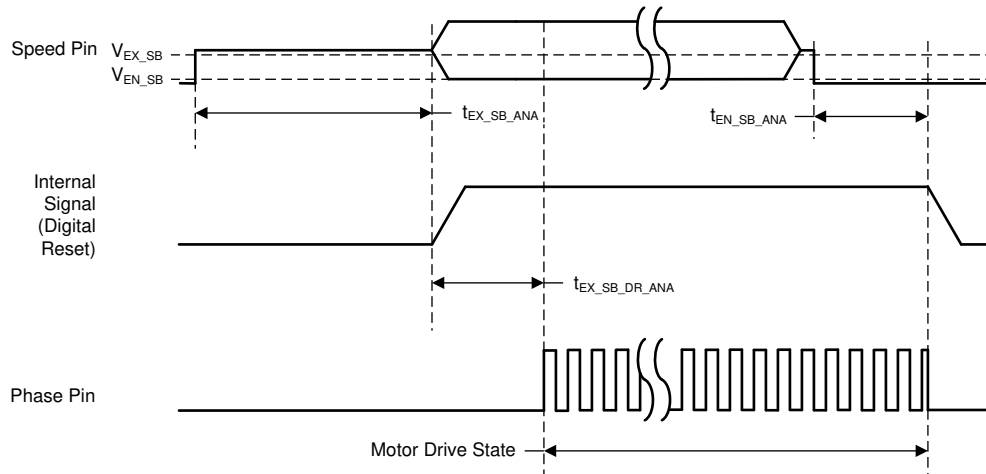 Speed Pin
V_EX_SB
V_EN_SB
t_EX_SB_ANA
t_EN_SB_ANA
Internal
Signal
(Digital
Reset)
t_EX_SB_DR_ANA
Phase Pin
Motor Drive State